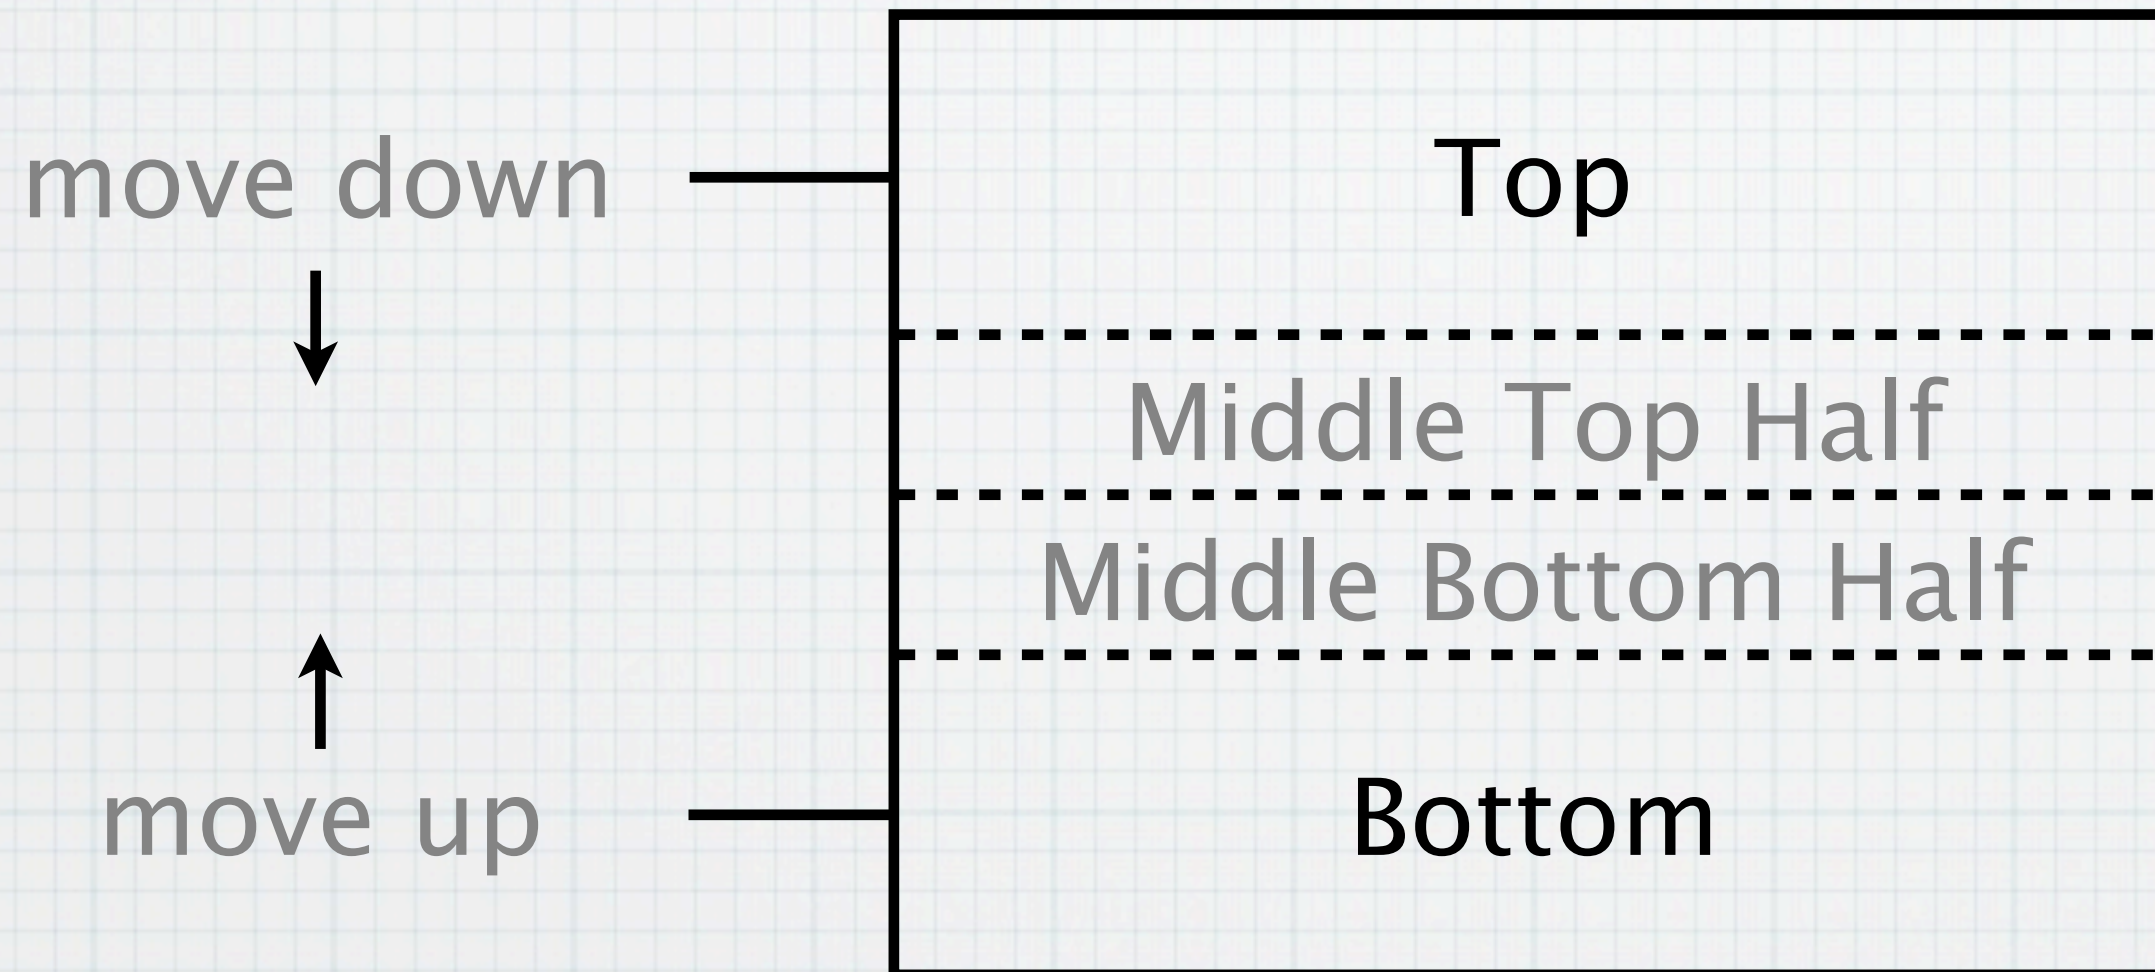 move down
Top
Middle Top Half
Middle Bottom Half
move up
Bottom